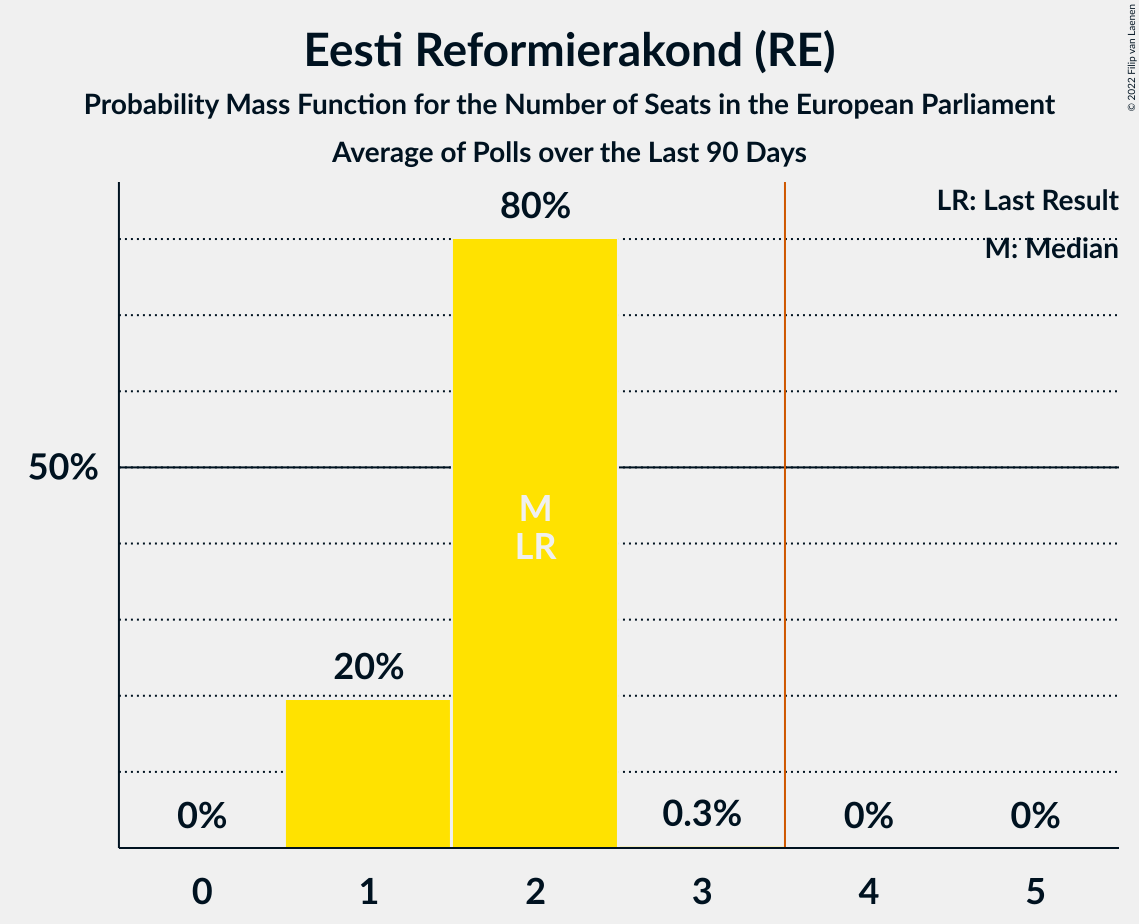 Eesti Reformierakond (RE)
Probability Mass Function for the Number of Seats in the European Parliament
Average of Polls over the Last 90 Days
© 2022 Filip van Laenen
LR: Last Result
M: Median
80%
50%
M
LR
20%
0%
0.3%
0%
0%
0
1
2
3
4
5